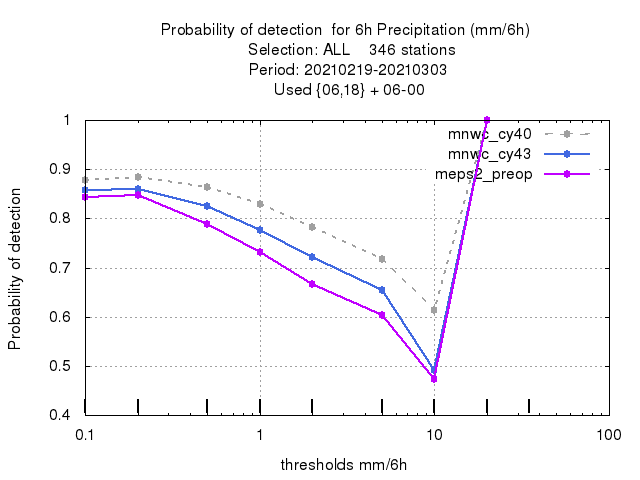 Probability of detection  for 6h Precipitation (mm/6h)
Selection: ALL    346 stations
Period: 20210219-20210303
Used {06,18} + 06-00
mnwc_cy40
mnwc_cy43
meps2_preop
Probability of detection
1
0.9
0.8
0.7
0.6
0.5
0.4
0.1
1
10
100
thresholds mm/6h